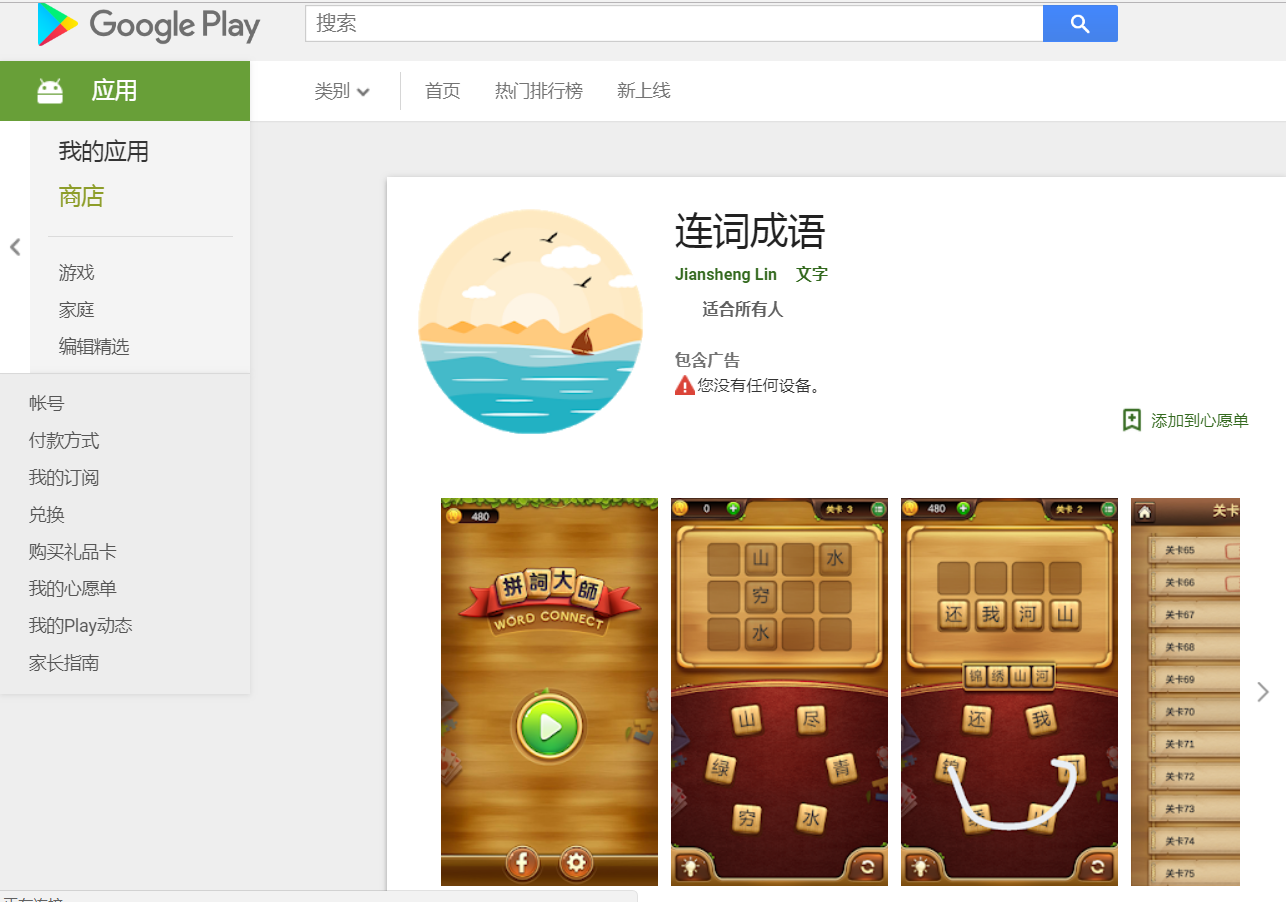 Google Play
搜索
应用
类别
首页
热门排行榜
新上线
我的应用
商店
游戏
家庭
编辑精选
帐号
付款方式
我的订阅
兑换
购买礼品卡
我的心愿单
我的Play动态
家长指南
连词成语
Jiansheng Lin 文字
适合所有人
包含广告
您没有任何设备。
添加到心愿单
480
拼詞大師
WORD CONNECT
0
关卡 3
山 水
穷
水
山 尽
绿 青
穷 水
480
关卡 2
还我河山
锦绣山河
还 我
锦 河
山
关卡
关卡65
关卡66
关卡67
关卡68
关卡69
关卡70
关卡71
关卡72
关卡73
关卡74
关卡75